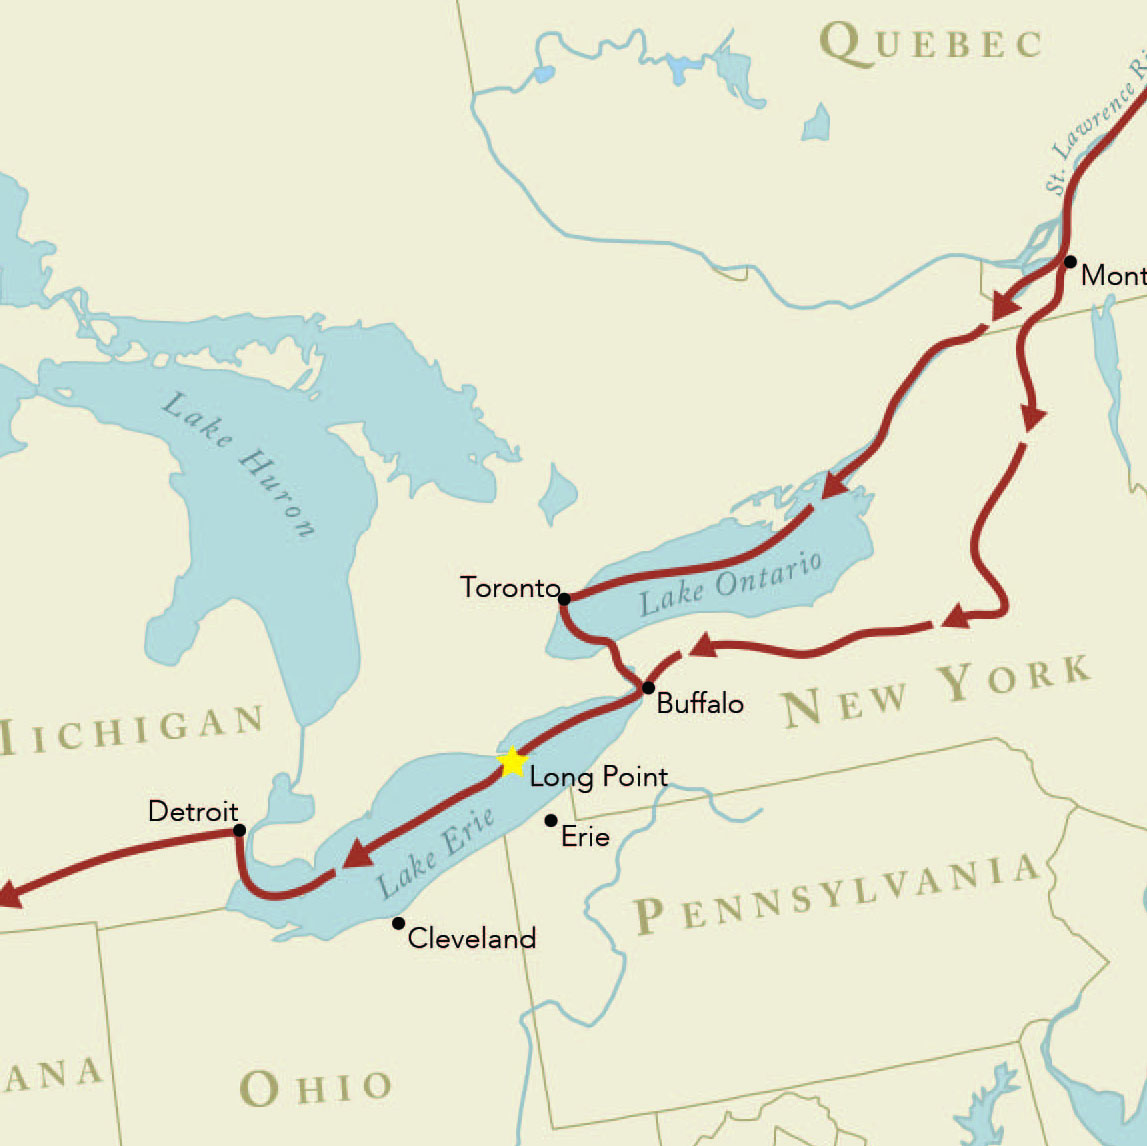 QUEBEC
St. Lawrence Ri
Mont
Lake Huron
Toronto
Lake Ontario
NEW YORK
Buffalo
MICHIGAN
Long Point
Detroit
Erie
Lake Erie
PENNSYLVANIA
Cleveland
ANA
OHIO